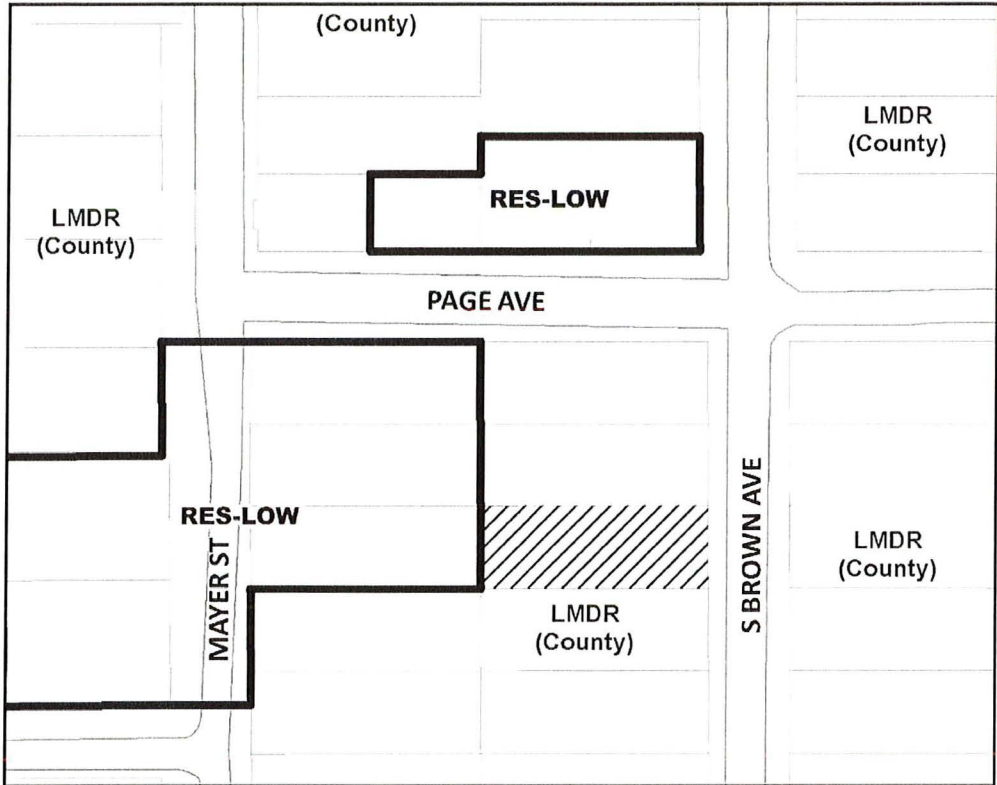 (County)
LMDR
(County)
RES-LOW
LMDR
(County)
PAGE AVE
RES-LOW
MAYER ST
S BROWN AVE
LMDR
(County)
LMDR
(County)